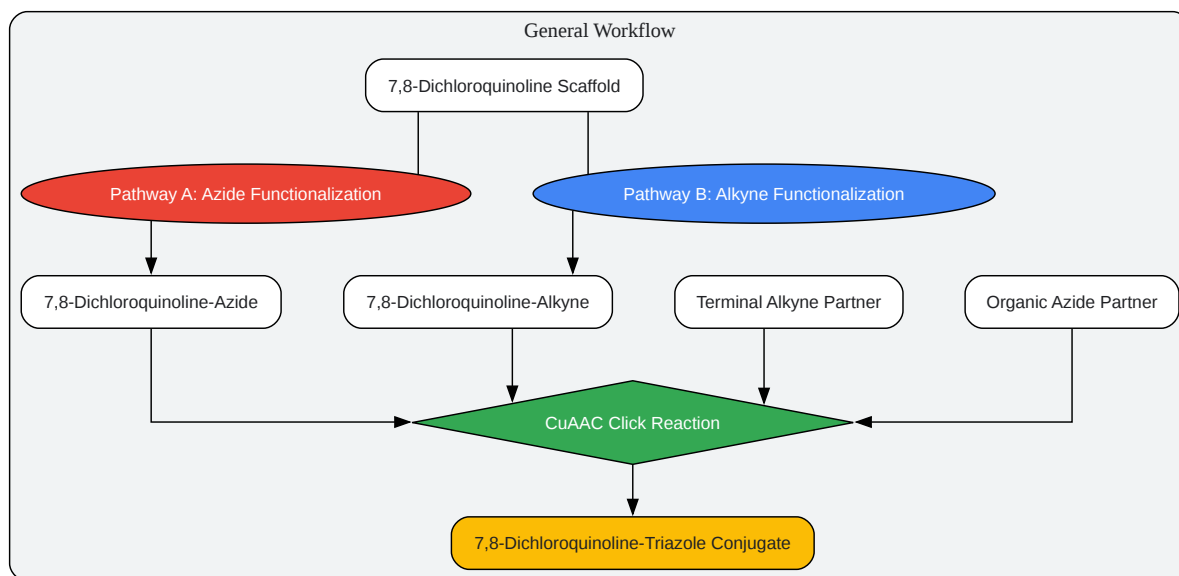 General Workflow
7,8-Dichloroquinoline Scaffold
Pathway A: Azide Functionalization
Pathway B: Alkyne Functionalization
7,8-Dichloroquinoline-Azide
7,8-Dichloroquinoline-Alkyne
Terminal Alkyne Partner
Organic Azide Partner
CuAAC Click Reaction
7,8-Dichloroquinoline-Triazole Conjugate